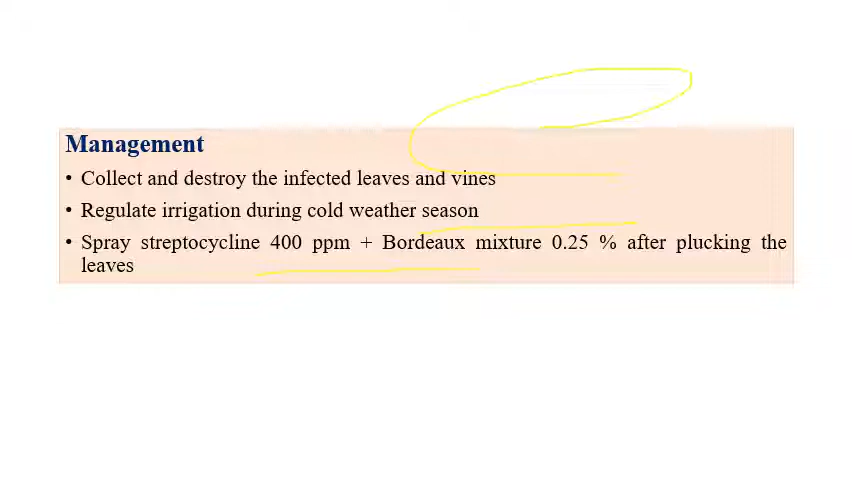 Management
• Collect and destroy the infected leaves and vines
• Regulate irrigation during cold weather season
• Spray streptocycline 400 ppm + Bordeaux mixture 0.25 % after plucking the
leaves